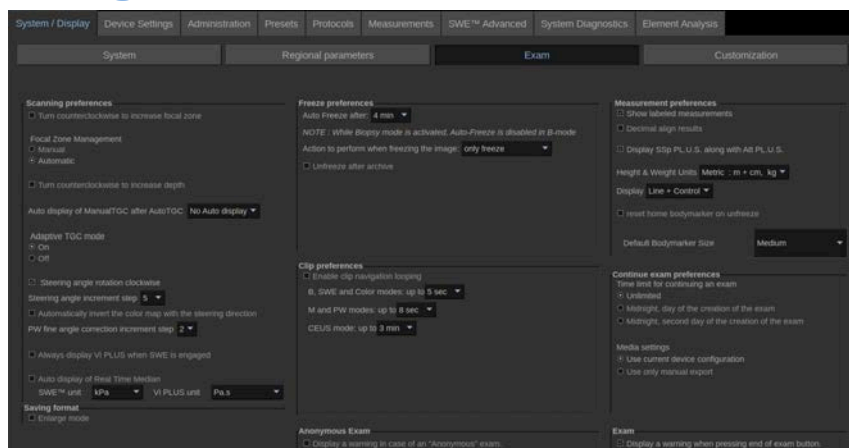 System / Display
Device Settings
Administration
Presets
Protocols
Measurements
SWE™ Advanced
System Diagnostics
Element Analysis
System
Regional parameters
Exam
Customization
Scanning preferences
Turn counterclockwise to increase focal zone
Focal Zone Management
Manual
Automatic
Turn counterclockwise to increase depth
Auto display of ManualTGC after AutoTGC No Auto display
Adaptive TGC mode
On
Off
Steering angle rotation clockwise
Steering angle increment step 5
Automatically invert the color map with the steering direction
PW fine angle correction increment step 2
Always display Vi PLUS when SWE is engaged
Auto display of Real Time Median
SWE™ unit kPa Vi PLUS unit Pa.s
Saving format
Enlarge mode
Freeze preferences
Auto Freeze after: 4 min
NOTE : While Biopsy mode is activated, Auto-Freeze is disabled in B-mode
Action to perform when freezing the image: only freeze
Unfreeze after archive
Clip preferences
Enable clip navigation looping
B, SWE and Color modes: up to 5 sec
M and PW modes: up to 8 sec
CEUS mode: up to 3 min
Anonymous Exam
Display a warning in case of an "Anonymous" exam.
Measurement preferences
Show labeled measurements
Decimal align results
Display SSp PL.U.S. along with Att PL.U.S.
Height & Weight Units Metric : m + cm, kg
Display Line + Control
reset home bodymarker on unfreeze
Default Bodymarker Size Medium
Continue exam preferences
Time limit for continuing an exam
Unlimited
Midnight, day of the creation of the exam
Midnight, second day of the creation of the exam
Media settings
Use current device configuration
Use only manual export
Exam
Display a warning when pressing end of exam button.